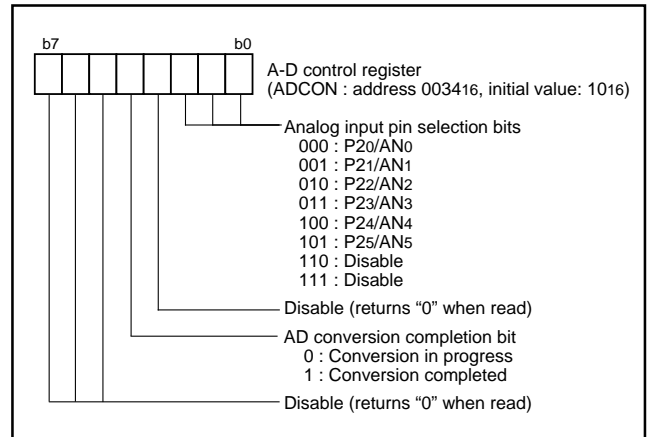 b7 b0
A-D control register
(ADCON : address 003416, initial value: 1016)
Analog input pin selection bits
000 : P20/AN0
001 : P21/AN1
010 : P22/AN2
011 : P23/AN3
100 : P24/AN4
101 : P25/AN5
110 : Disable
111 : Disable
Disable (returns “0” when read)
AD conversion completion bit
0 : Conversion in progress
1 : Conversion completed
Disable (returns “0” when read)